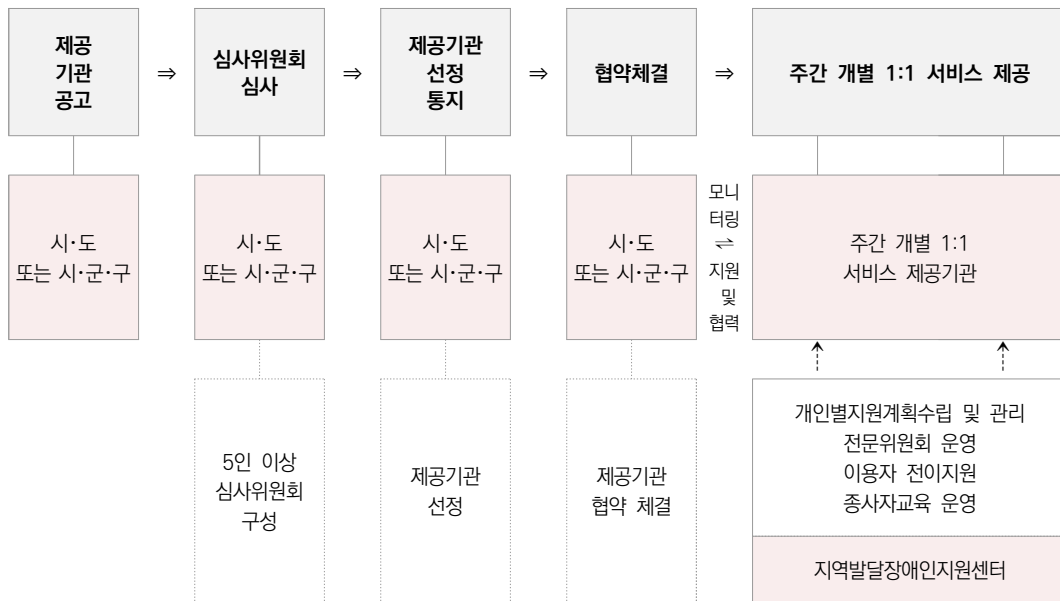 제공
기관
공고
⇒
심사위원회
심사
⇒
제공기관
선정
통지
⇒
협약체결
⇒
주간 개별 1:1 서비스 제공
시·도
또는 시·군·구
시·도
또는 시·군·구
시·도
또는 시·군·구
시·도
또는 시·군·구
모니
터링
⇌
지원
및
협력
주간 개별 1:1
서비스 제공기관
5인 이상
심사위원회
구성
제공기관
선정
제공기관
협약 체결
개인별지원계획수립 및 관리
전문위원회 운영
이용자 전이지원
종사자교육 운영
지역발달장애인지원센터